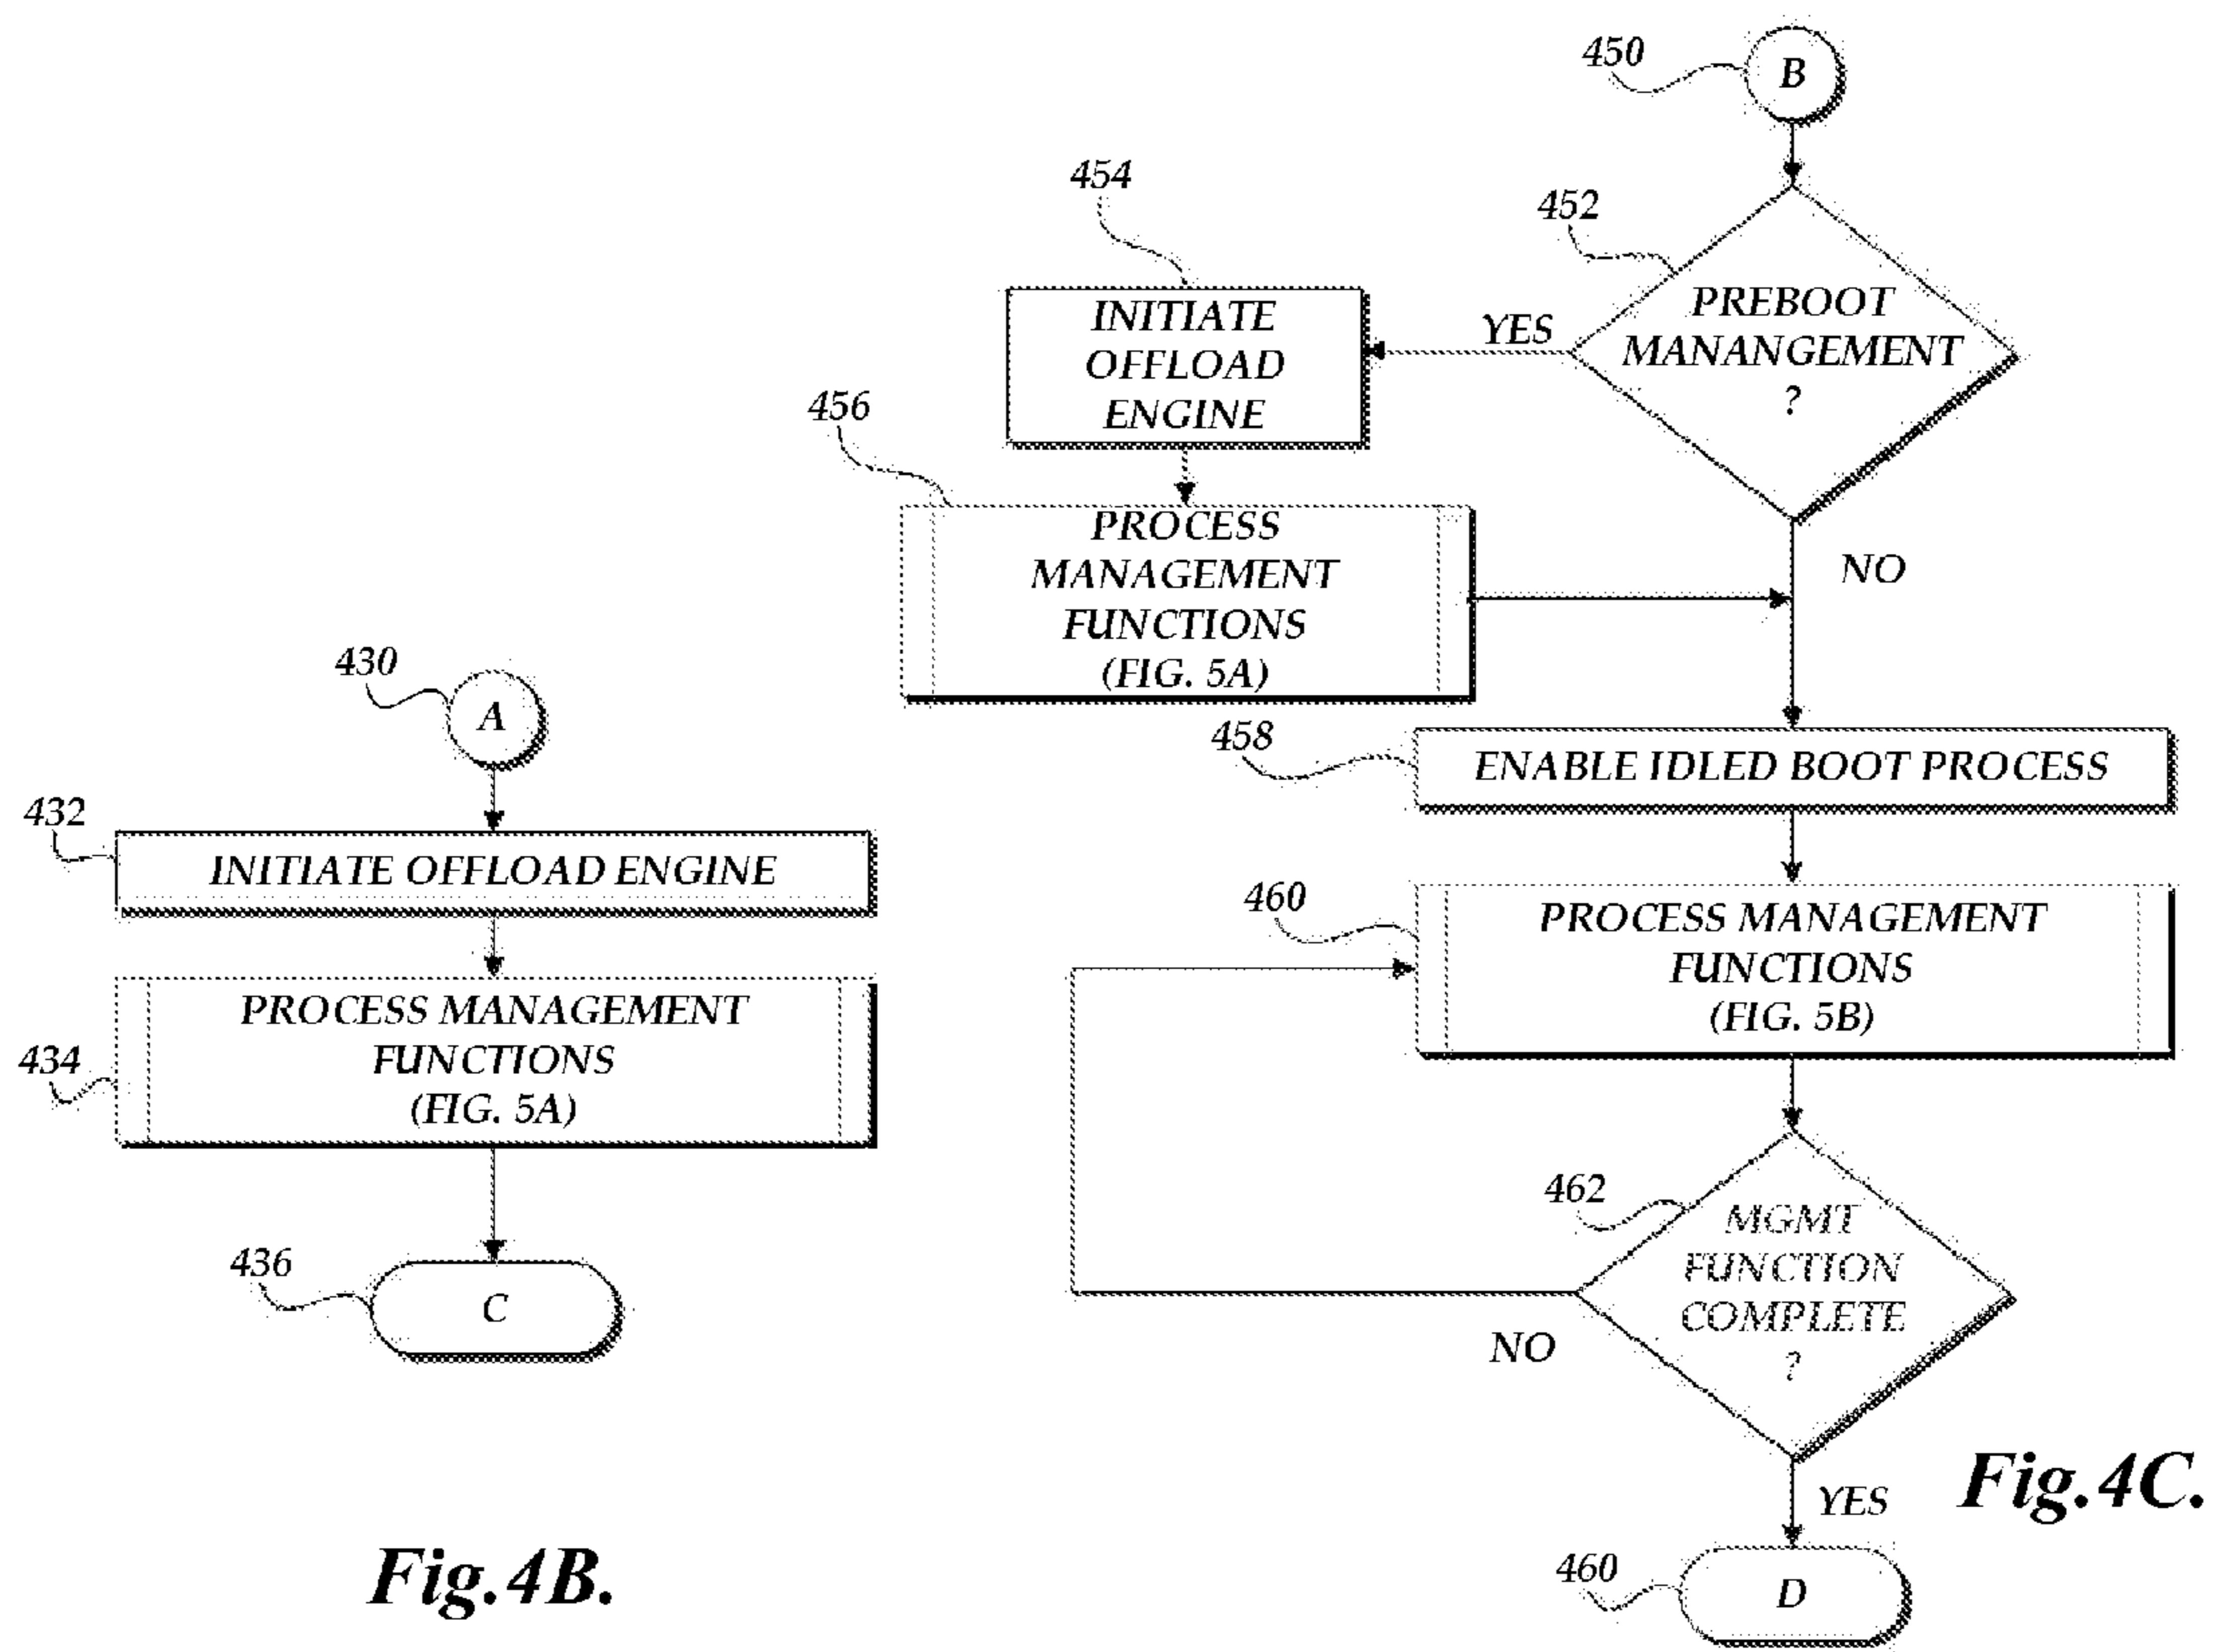 430
A
432
INITIATE OFFLOAD ENGINE
434
PROCESS MANAGEMENT
FUNCTIONS
(FIG. 5A)
436
C
Fig.4B.
450
B
452
PREBOOT
MANANGEMENT
?
YES
NO
454
INITIATE
OFFLOAD
ENGINE
456
PROCESS
MANAGEMENT
FUNCTIONS
(FIG. 5A)
458
ENABLE IDLED BOOT PROCESS
460
PROCESS MANAGEMENT
FUNCTIONS
(FIG. 5B)
462
MGMT
FUNCTION
COMPLETE
?
NO
YES
460
D
Fig.4C.